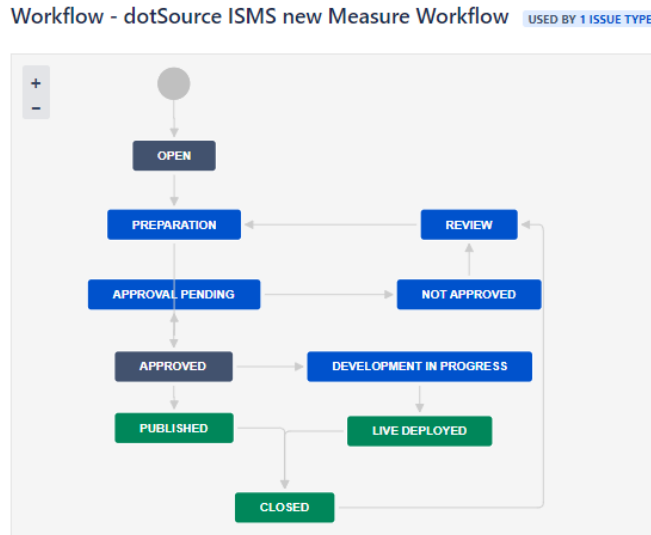 Workflow - dotSource ISMS new Measure Workflow USED BY 1 ISSUE TYPE
+
−
OPEN
PREPARATION
REVIEW
APPROVAL PENDING
NOT APPROVED
APPROVED
DEVELOPMENT IN PROGRESS
PUBLISHED
LIVE DEPLOYED
CLOSED